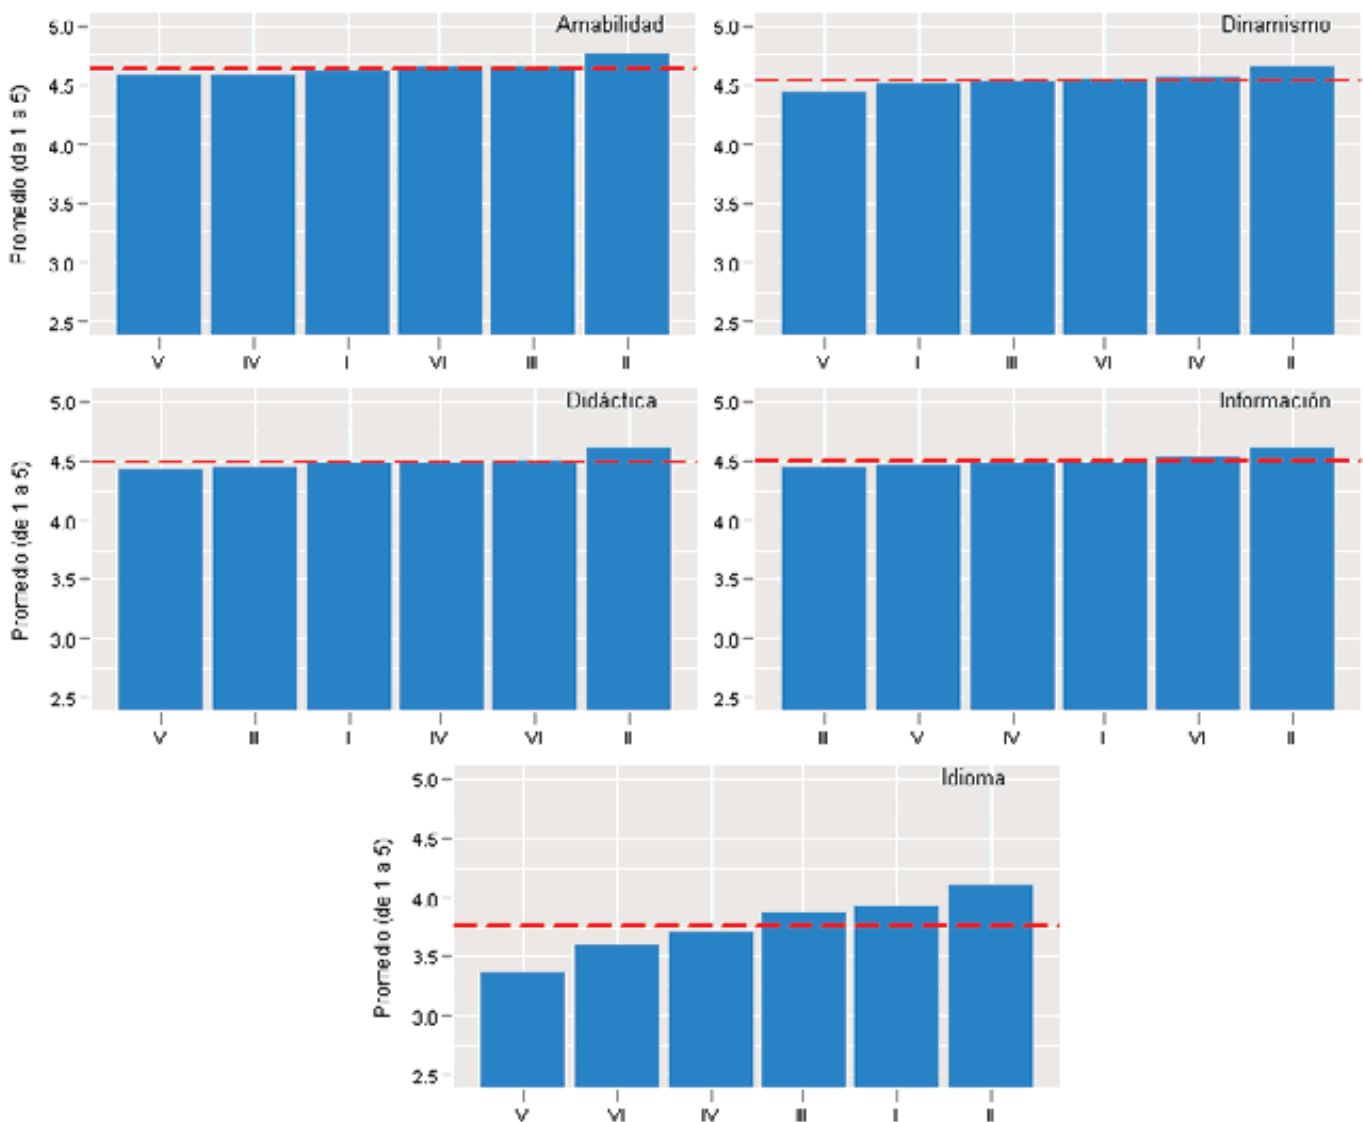 Amabilidad
Promedio (de 1 a 5)
5.0
4.5
4.0
3.5
3.0
2.5
V IV I VI III II
Dinamismo
5.0
4.5
4.0
3.5
3.0
2.5
V I III VI IV II
Didáctica
Promedio (de 1 a 5)
5.0
4.5
4.0
3.5
3.0
2.5
V III I IV VI II
Información
5.0
4.5
4.0
3.5
3.0
2.5
III V IV I VI II
Idioma
Promedio (de 1 a 5)
5.0
4.5
4.0
3.5
3.0
2.5
V VI IV III I II